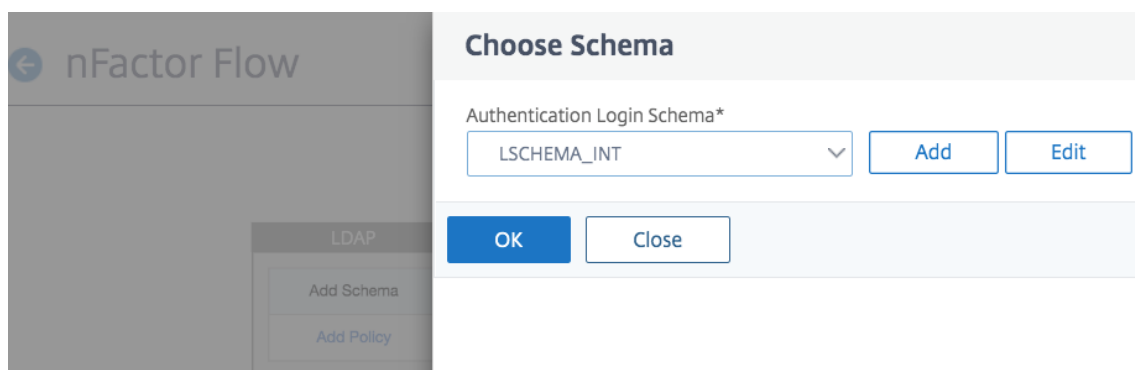 nFactor Flow
LDAP
Add Schema
Add Policy
Choose Schema
Authentication Login Schema*
LSCHEMA_INT
Add
Edit
OK
Close